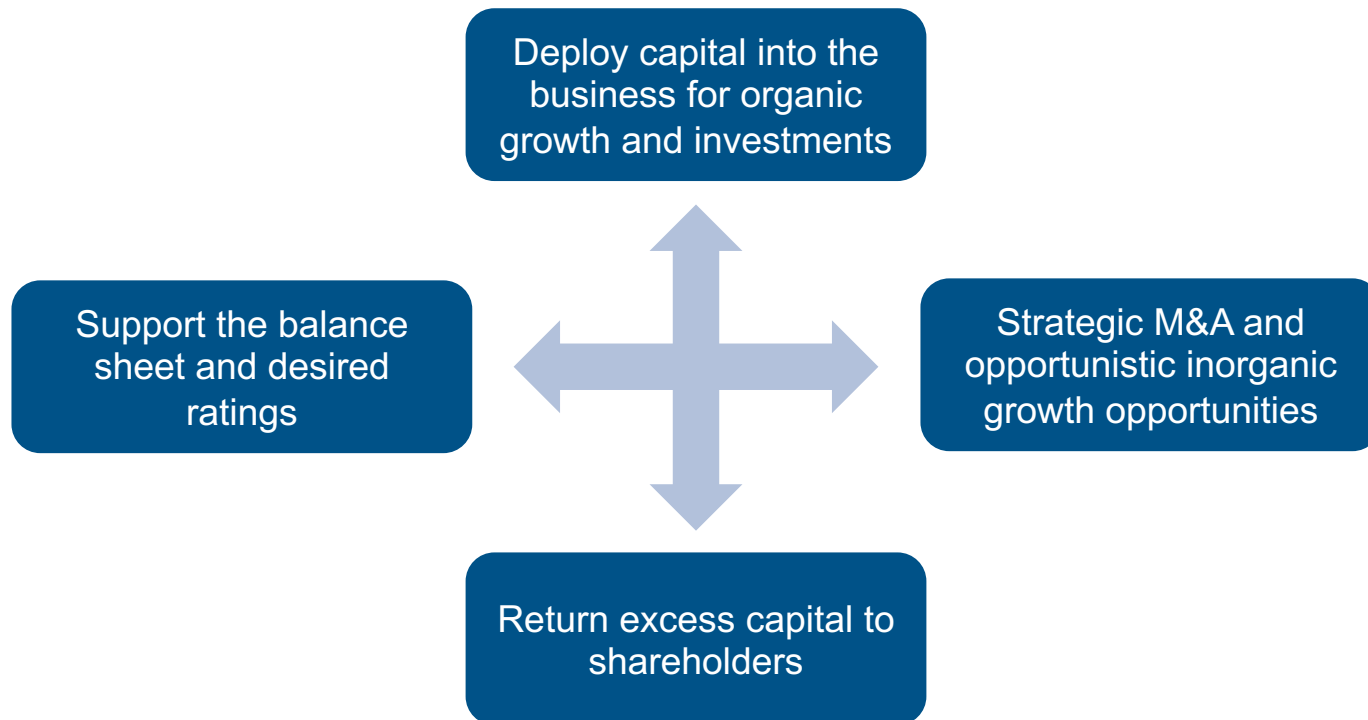 Deploy capital into the
business for organic
growth and investments
Support the balance
sheet and desired
ratings
Strategic M&A and
opportunistic inorganic
growth opportunities
Return excess capital to
shareholders